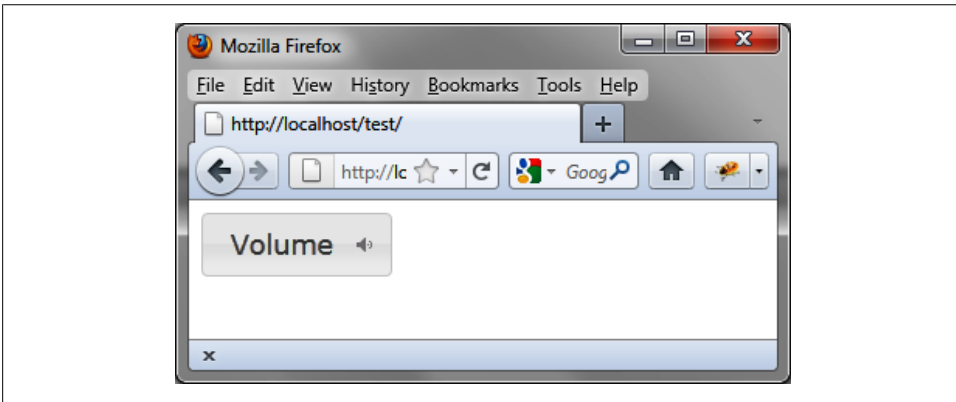 Mozilla Firefox
File Edit View History Bookmarks Tools Help
http://localhost/test/
http://lc Goog
Volume